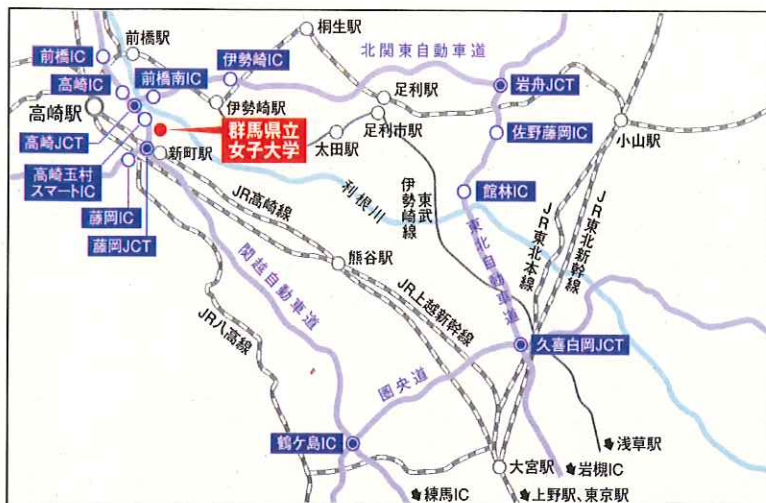 桐生駅
前橋駅
北関東自動車道
前橋IC
伊勢崎IC
高崎IC
前橋南IC
足利駅
岩舟JCT
高崎駅
伊勢崎駅
高崎JCT
群馬県立
女子大学
足利市駅
太田駅
佐野藤岡IC
小山駅
高崎玉村
スマートIC
新町駅
館林IC
藤岡IC
JR高崎線
利根川
東武
伊勢崎線
藤岡JCT
東北自動車道
JR東北本線
JR東北新幹線
関越自動車道
熊谷駅
JR上越新幹線
JR八高線
久喜白岡JCT
圏央道
鶴ケ島IC
浅草駅
大宮駅
岩槻IC
練馬IC
上野駅、東京駅